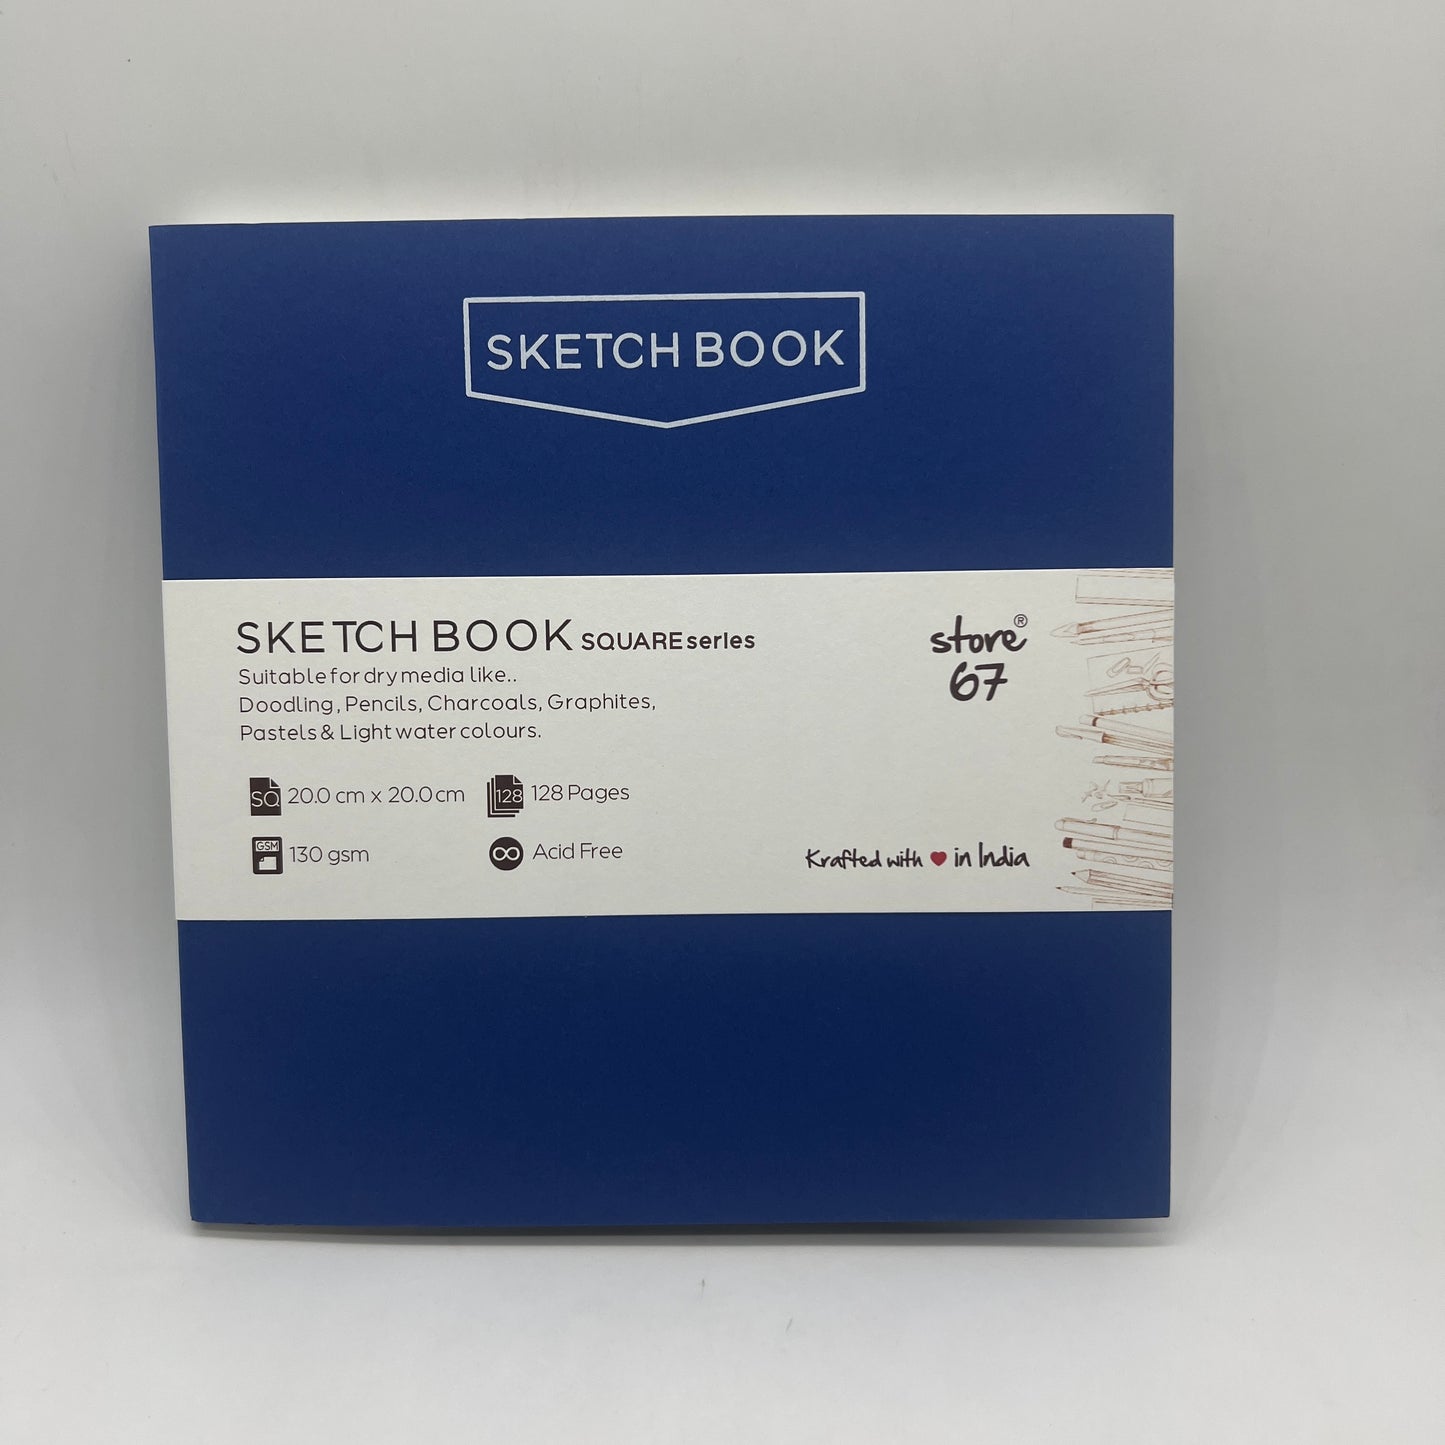 SKETCH BOOK
SKETCH BOOK SQUARE series
Suitable for dry media like..
Doodling, Pencils, Charcoals, Graphites,
Pastels & Light water colours.
store®
67
SQ 20.0 cm x 20.0 cm
128 128 Pages
GSM 130 gsm
Acid Free
Krafted with ❤ in India